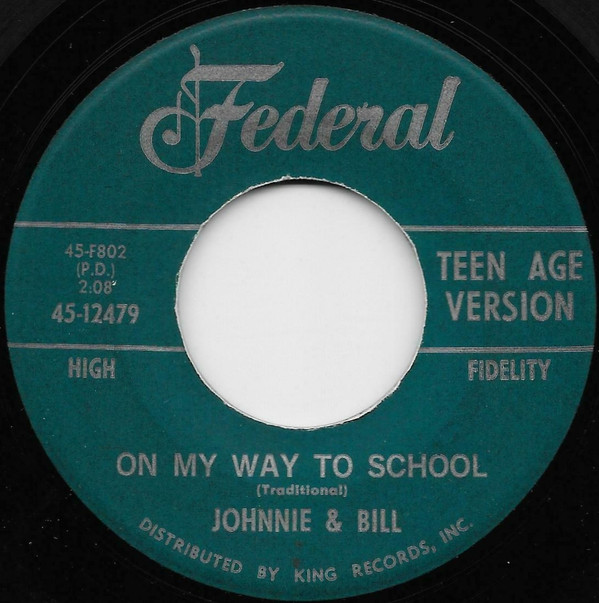 Federal
45-F802
(P.D.)
2:08
45-12479
TEEN AGE
VERSION
HIGH
FIDELITY
ON MY WAY TO SCHOOL
(Traditional)
JOHNNIE & BILL
DISTRIBUTED BY KING RECORDS, INC.